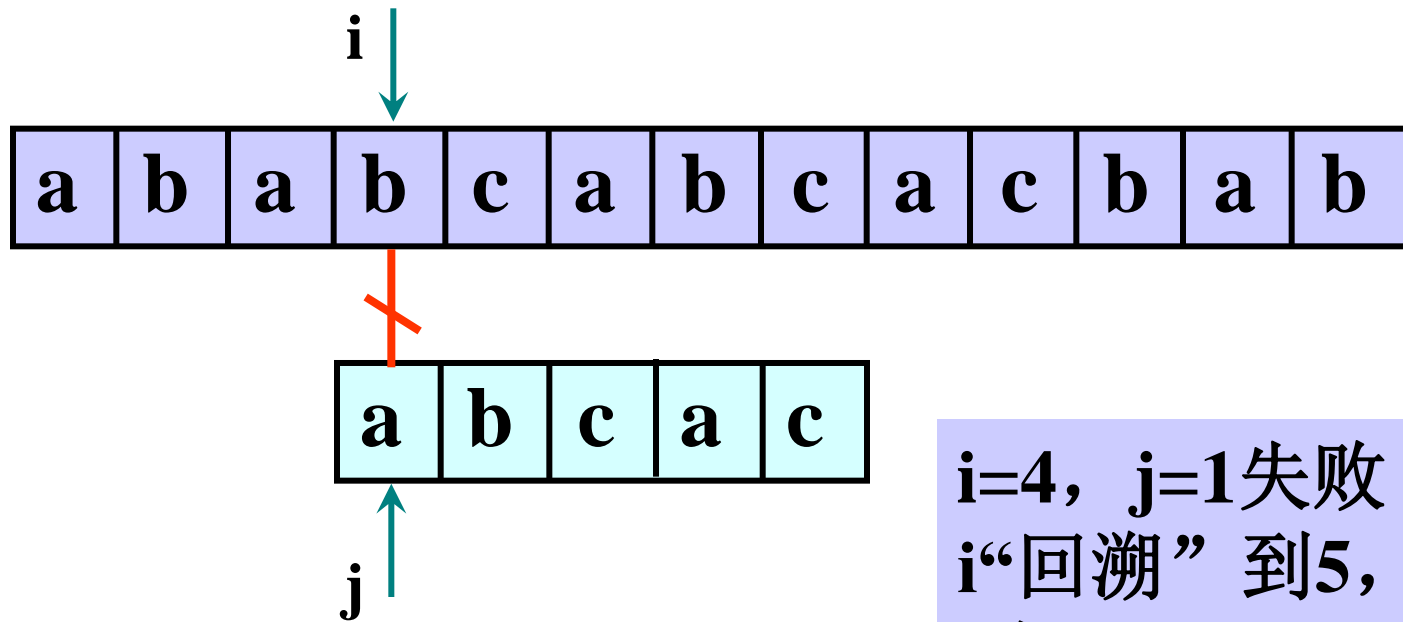 i
a b a b c a b c a c b a b
a b c a c
i=4，j=1失败
i“回溯”到5，
j